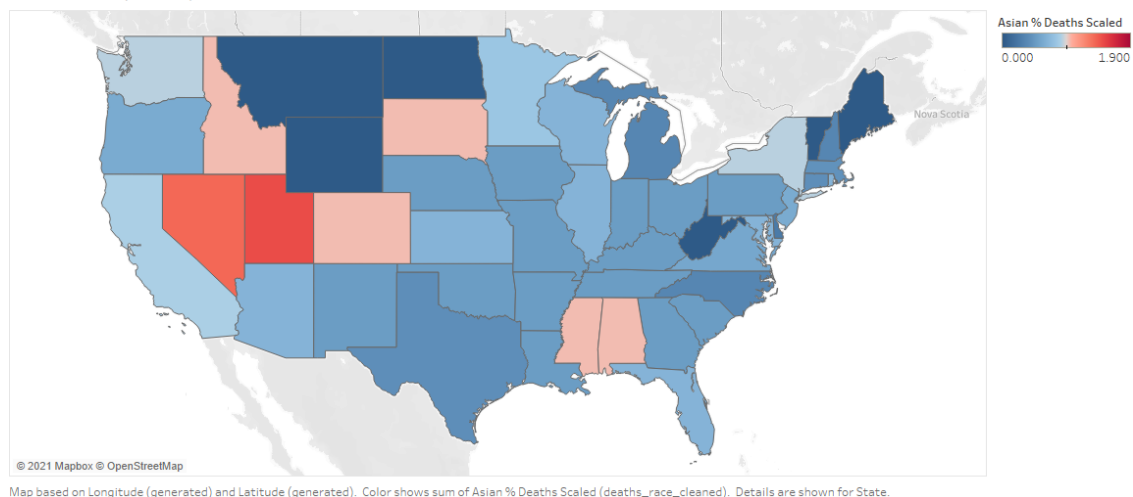 Asian % Deaths Scaled
0.000 1.900
Nova Scotia
© 2021 Mapbox © OpenStreetMap
Map based on Longitude (generated) and Latitude (generated). Color shows sum of Asian % Deaths Scaled (deaths_race_cleaned). Details are shown for State.